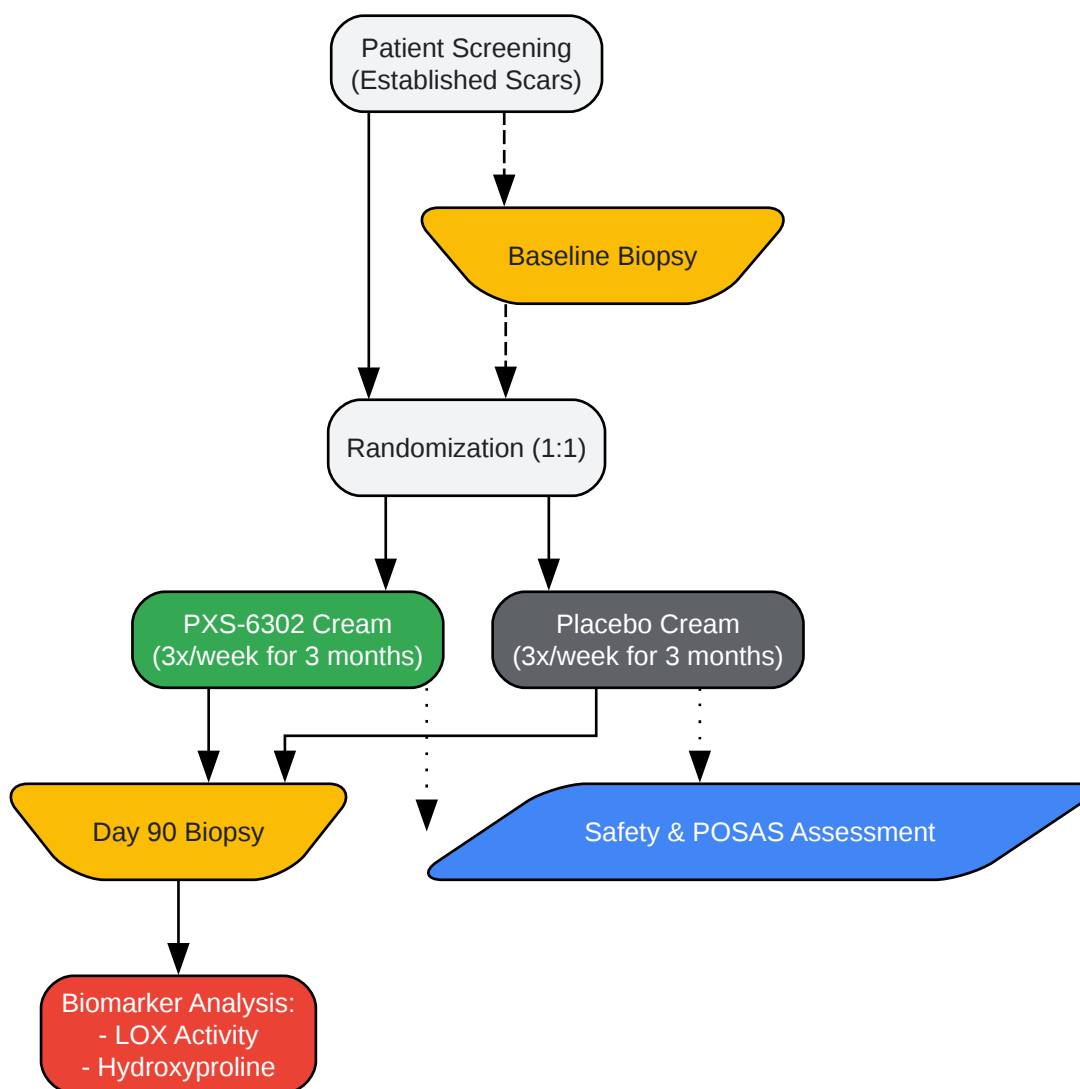 Patient Screening
(Established Scars)
Baseline Biopsy
Randomization (1:1)
PXS-6302 Cream
(3x/week for 3 months)
Placebo Cream
(3x/week for 3 months)
Day 90 Biopsy
Safety & POSAS Assessment
Biomarker Analysis:
- LOX Activity
- Hydroxyproline